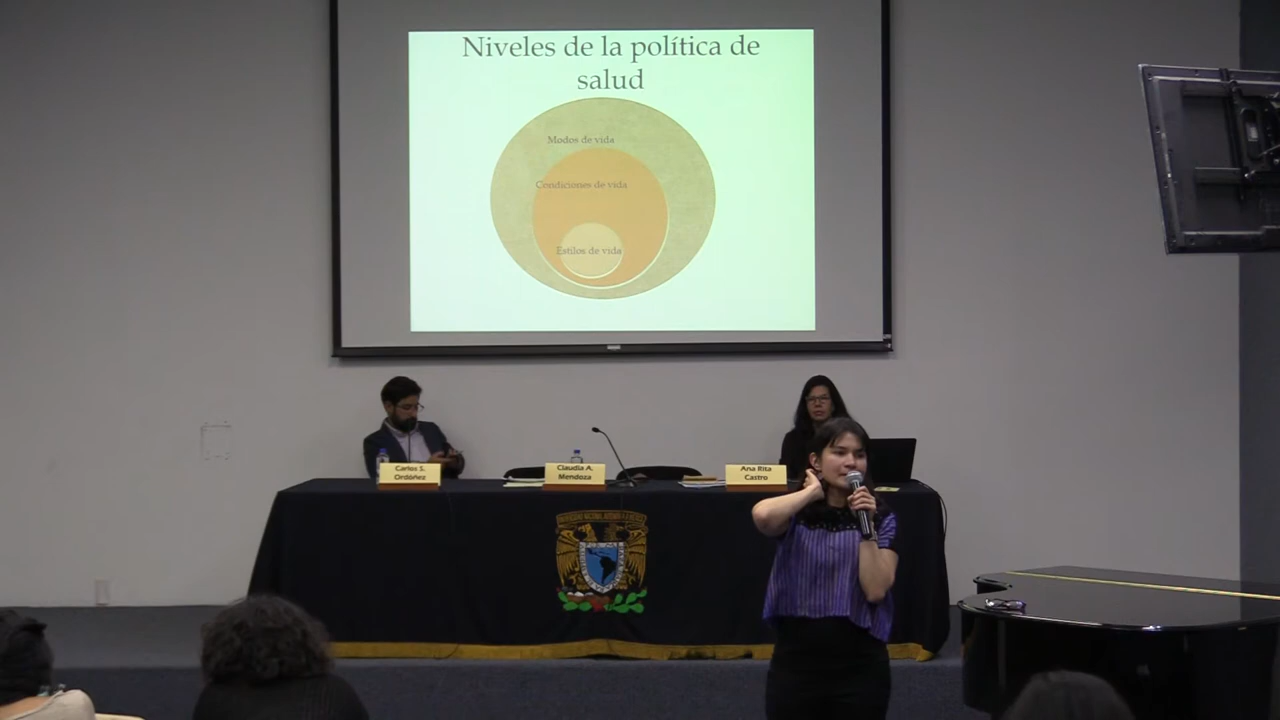 Niveles de la política de
salud
Modos de vida
Condiciones de vida
Estilos de vida
Carlos S.
Ordóñez
Claudia A.
Mendoza
Ana Rita
Castro